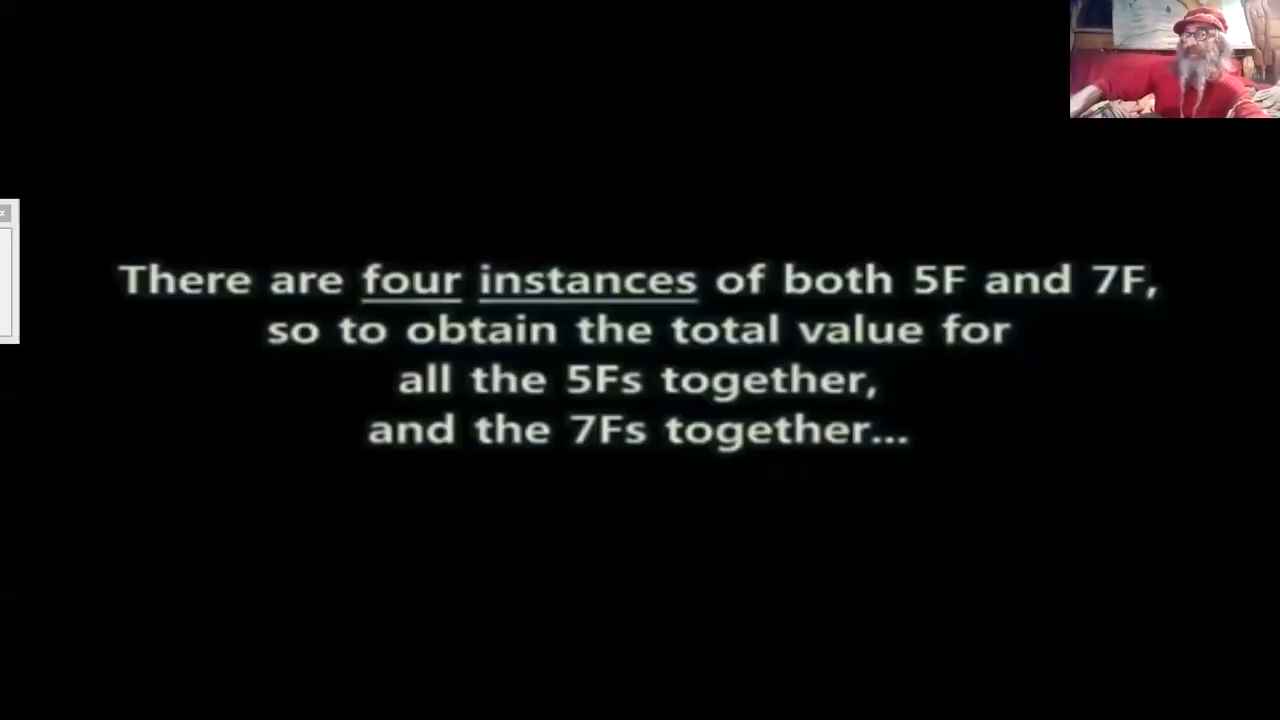 There are four instances of both 5F and 7F,
so to obtain the total value for
all the 5Fs together,
and the 7Fs together...